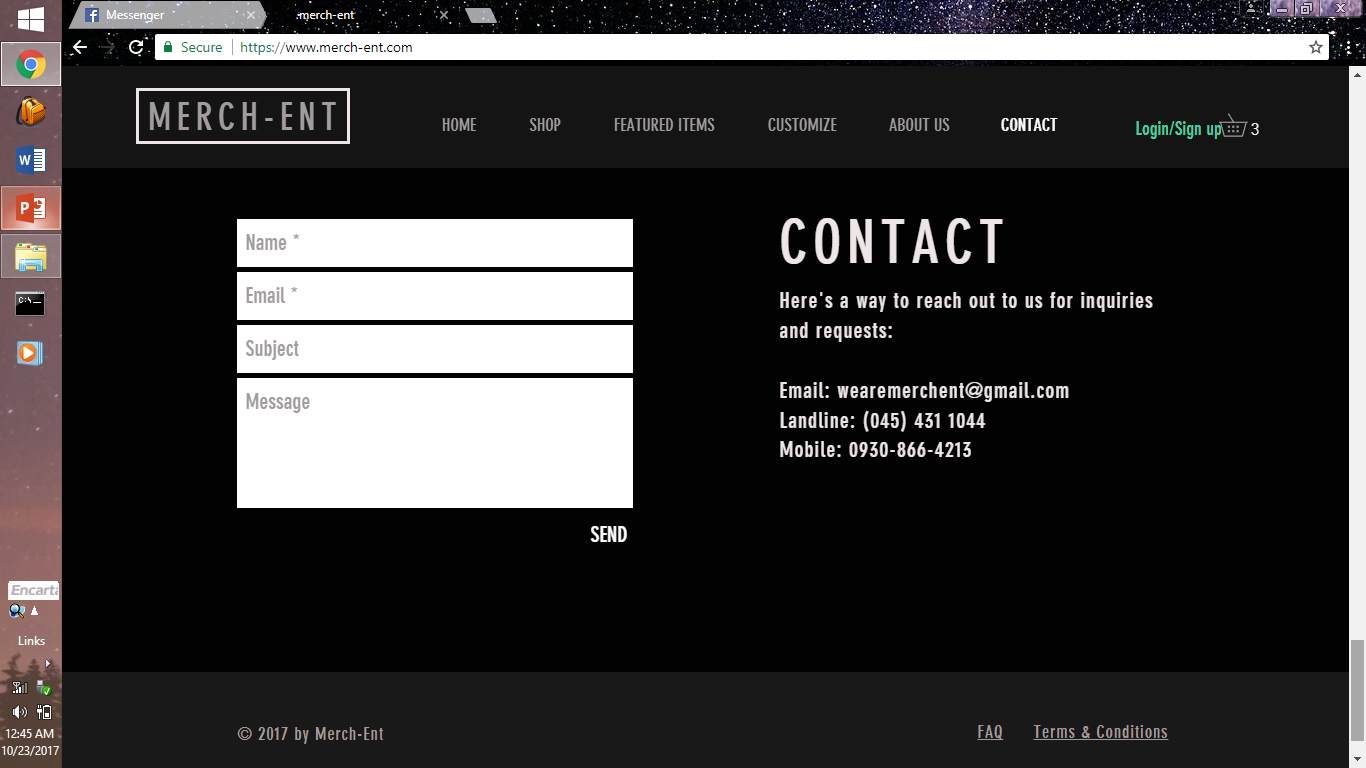 Messenger
merch-ent
Secure
https://www.merch-ent.com
MERCH-ENT
HOME
SHOP
FEATURED ITEMS
CUSTOMIZE
ABOUT US
CONTACT
Login/Sign up
3
Name *
Email *
Subject
Message
SEND
CONTACT
Here's a way to reach out to us for inquiries
and requests:
Email: wearemerchent@gmail.com
Landline: (045) 431 1044
Mobile: 0930-866-4213
Encarta
Links
12:45 AM
10/23/2017
© 2017 by Merch-Ent
FAQ
Terms & Conditions